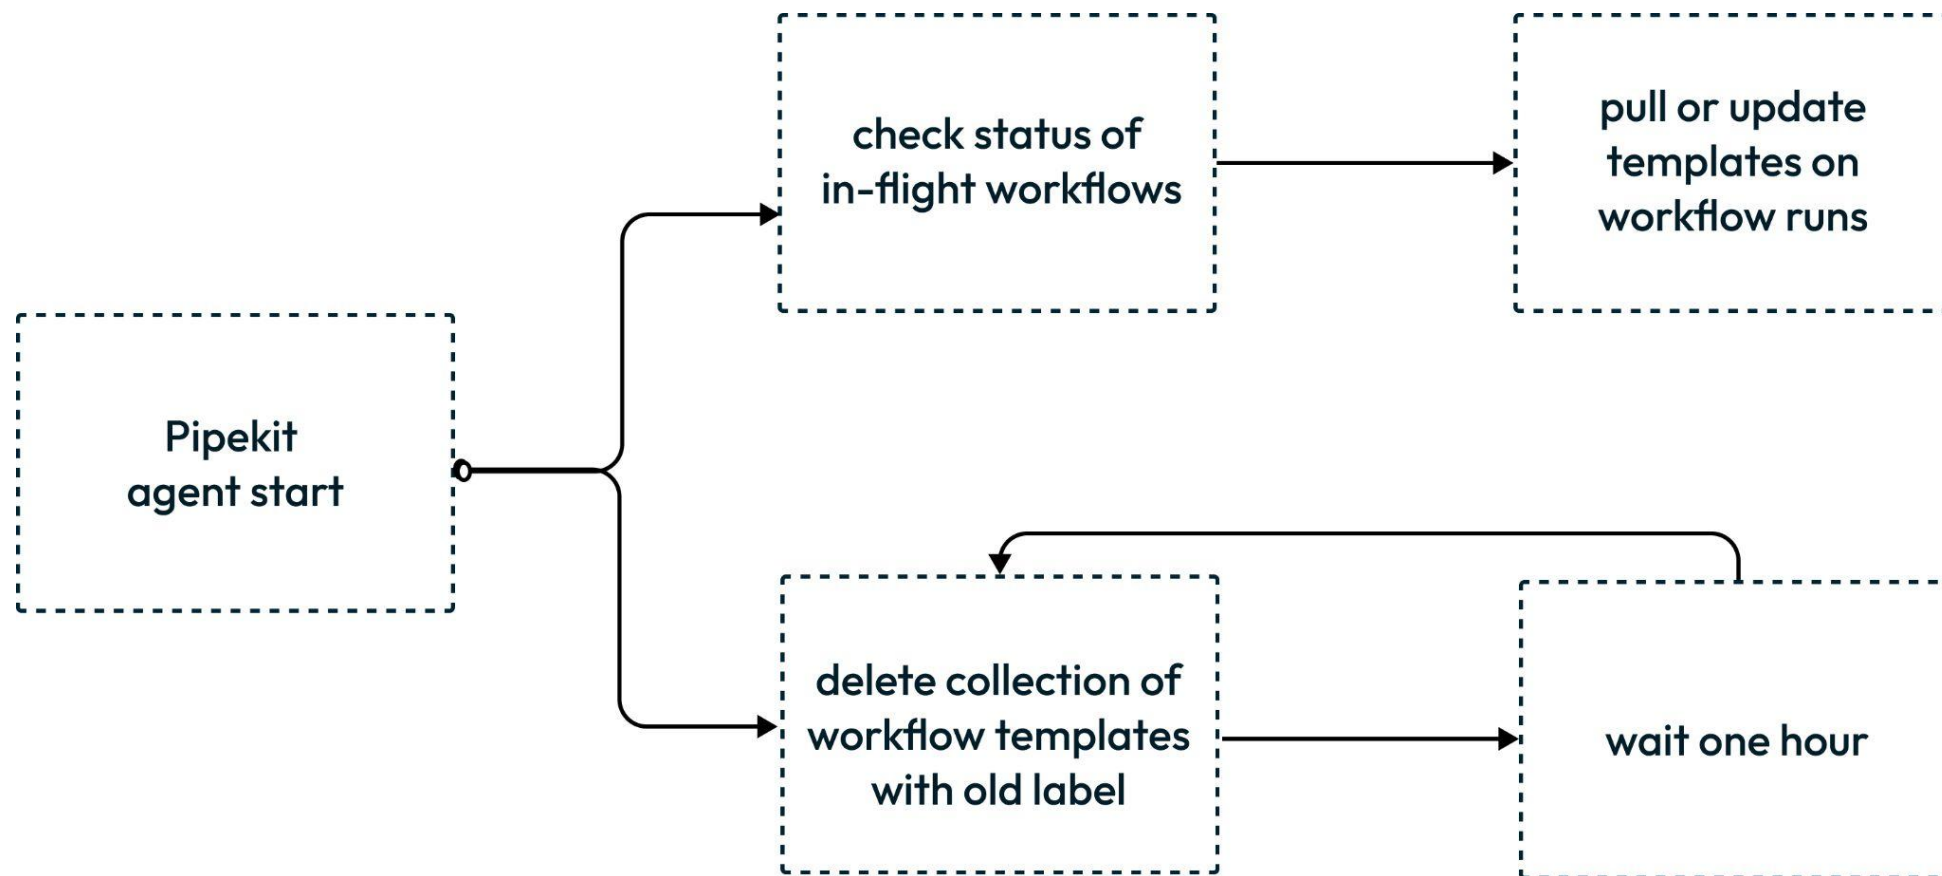 check status of
in-flight workflows
pull or update
templates on
workflow runs
Pipekit
agent start
delete collection of
workflow templates
with old label
wait one hour